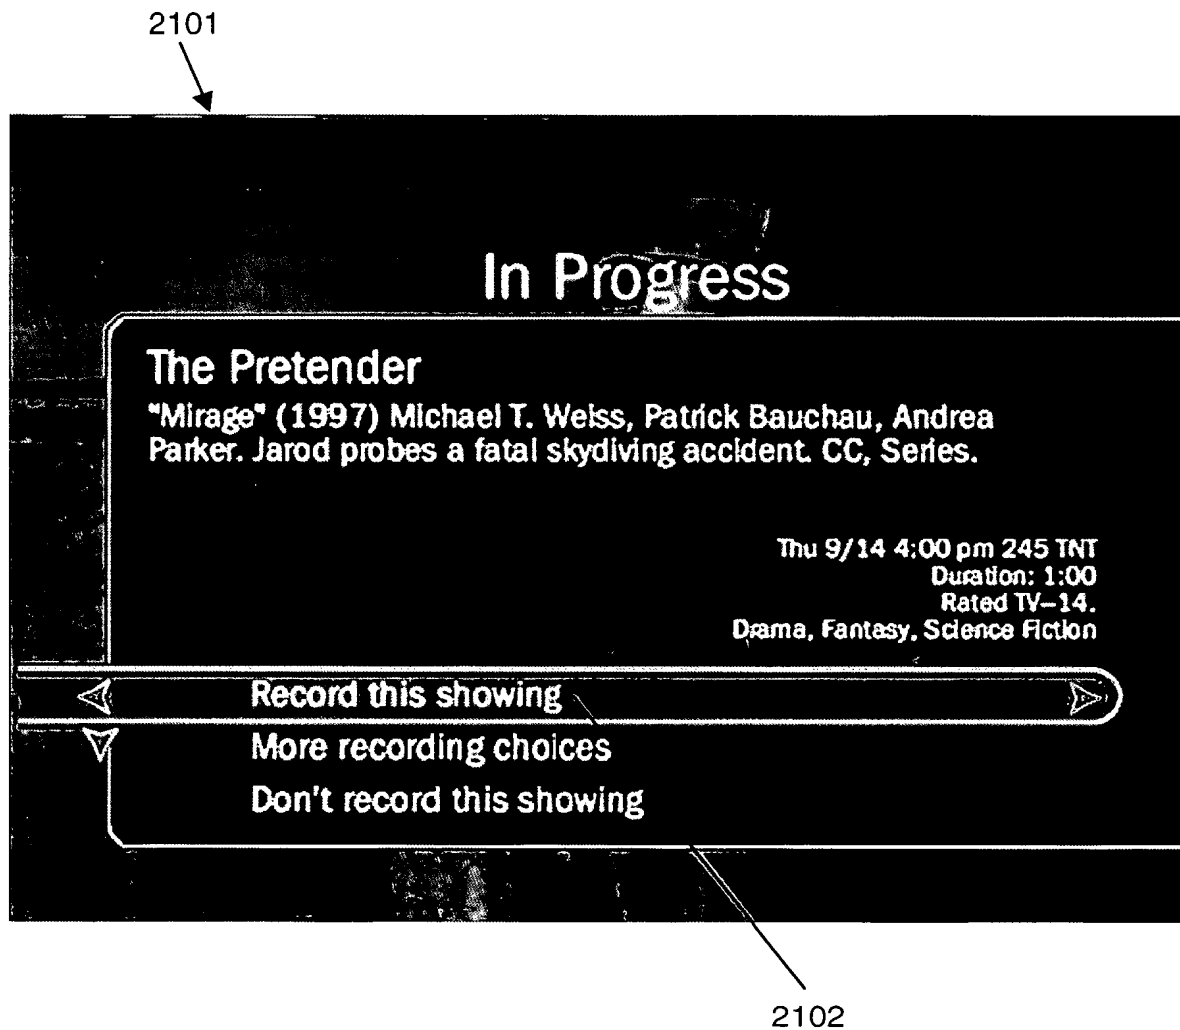 2101
In Progress
The Pretender
"Mirage" (1997) Michael T. Weiss, Patrick Bauchau, Andrea
Parker. Jarod probes a fatal skydiving accident. CC, Series.
Thu 9/14 4:00 pm 245 TNT
Duration: 1:00
Rated TV-14.
Drama, Fantasy, Science Fiction
Record this showing
More recording choices
Don't record this showing
2102